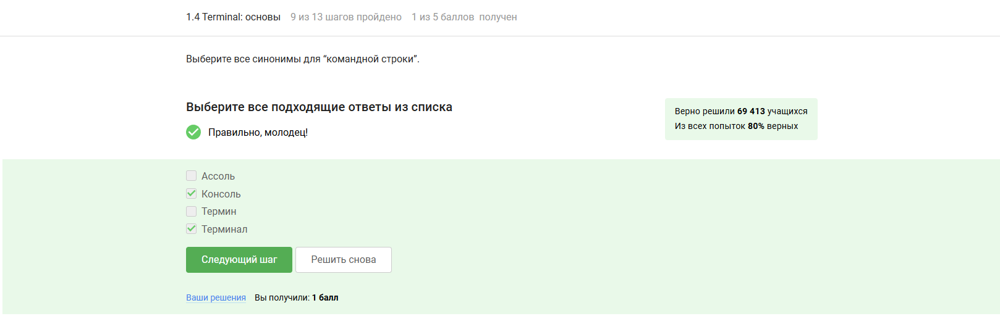 1.4 Terminal: основы 9 из 13 шагов пройдено 1 из 5 баллов получен
Выберите все синонимы для “командной строки”.
Выберите все подходящие ответы из списка
Правильно, молодец!
Верно решили 69 413 учащихся
Из всех попыток 80% верных
Ассоль
Консоль
Термин
Терминал
Следующий шаг Решить снова
Ваши решения Вы получили: 1 балл